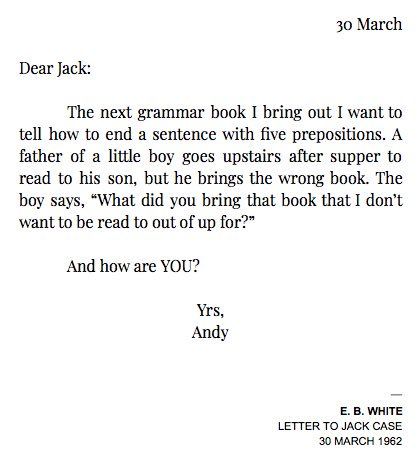 30 March
Dear Jack:
The next grammar book I bring out I want to
tell how to end a sentence with five prepositions. A
father of a little boy goes upstairs after supper to
read to his son, but he brings the wrong book. The
boy says, “What did you bring that book that I don’t
want to be read to out of up for?”
And how are YOU?
Yrs,
Andy
—
E. B. WHITE
LETTER TO JACK CASE
30 MARCH 1962